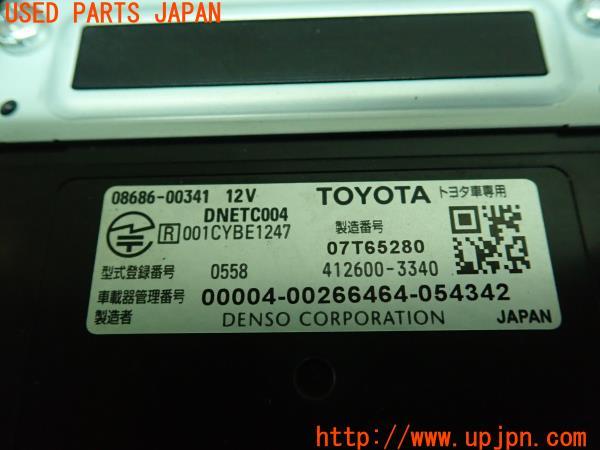 USED PARTS JAPAN
08686-00341 12V TOYOTA トヨタ車専用
DNETC004
R 001CYBE1247 製造番号
07T65280
型式登録番号 0558 412600-3340
車載器管理番号 00004-00266464-054342
製造者 DENSO CORPORATION JAPAN
URL→http://www.upjpn.com/